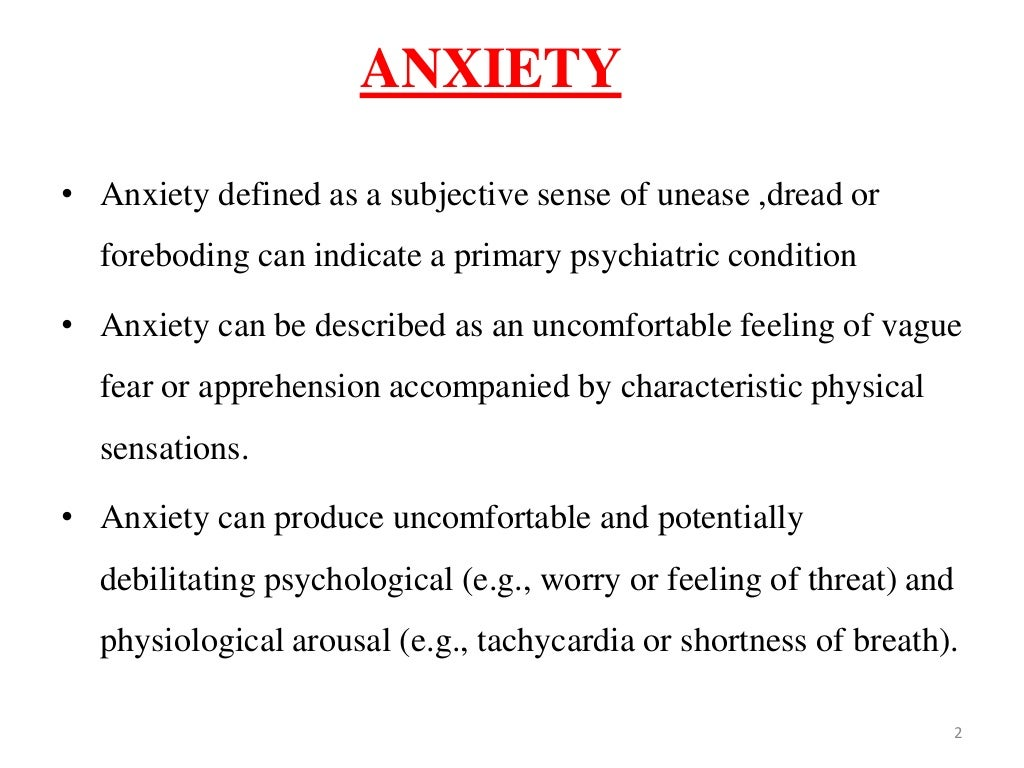 ANXIETY
• Anxiety defined as a subjective sense of unease ,dread or
foreboding can indicate a primary psychiatric condition
• Anxiety can be described as an uncomfortable feeling of vague
fear or apprehension accompanied by characteristic physical
sensations.
• Anxiety can produce uncomfortable and potentially
debilitating psychological (e.g., worry or feeling of threat) and
physiological arousal (e.g., tachycardia or shortness of breath).
2